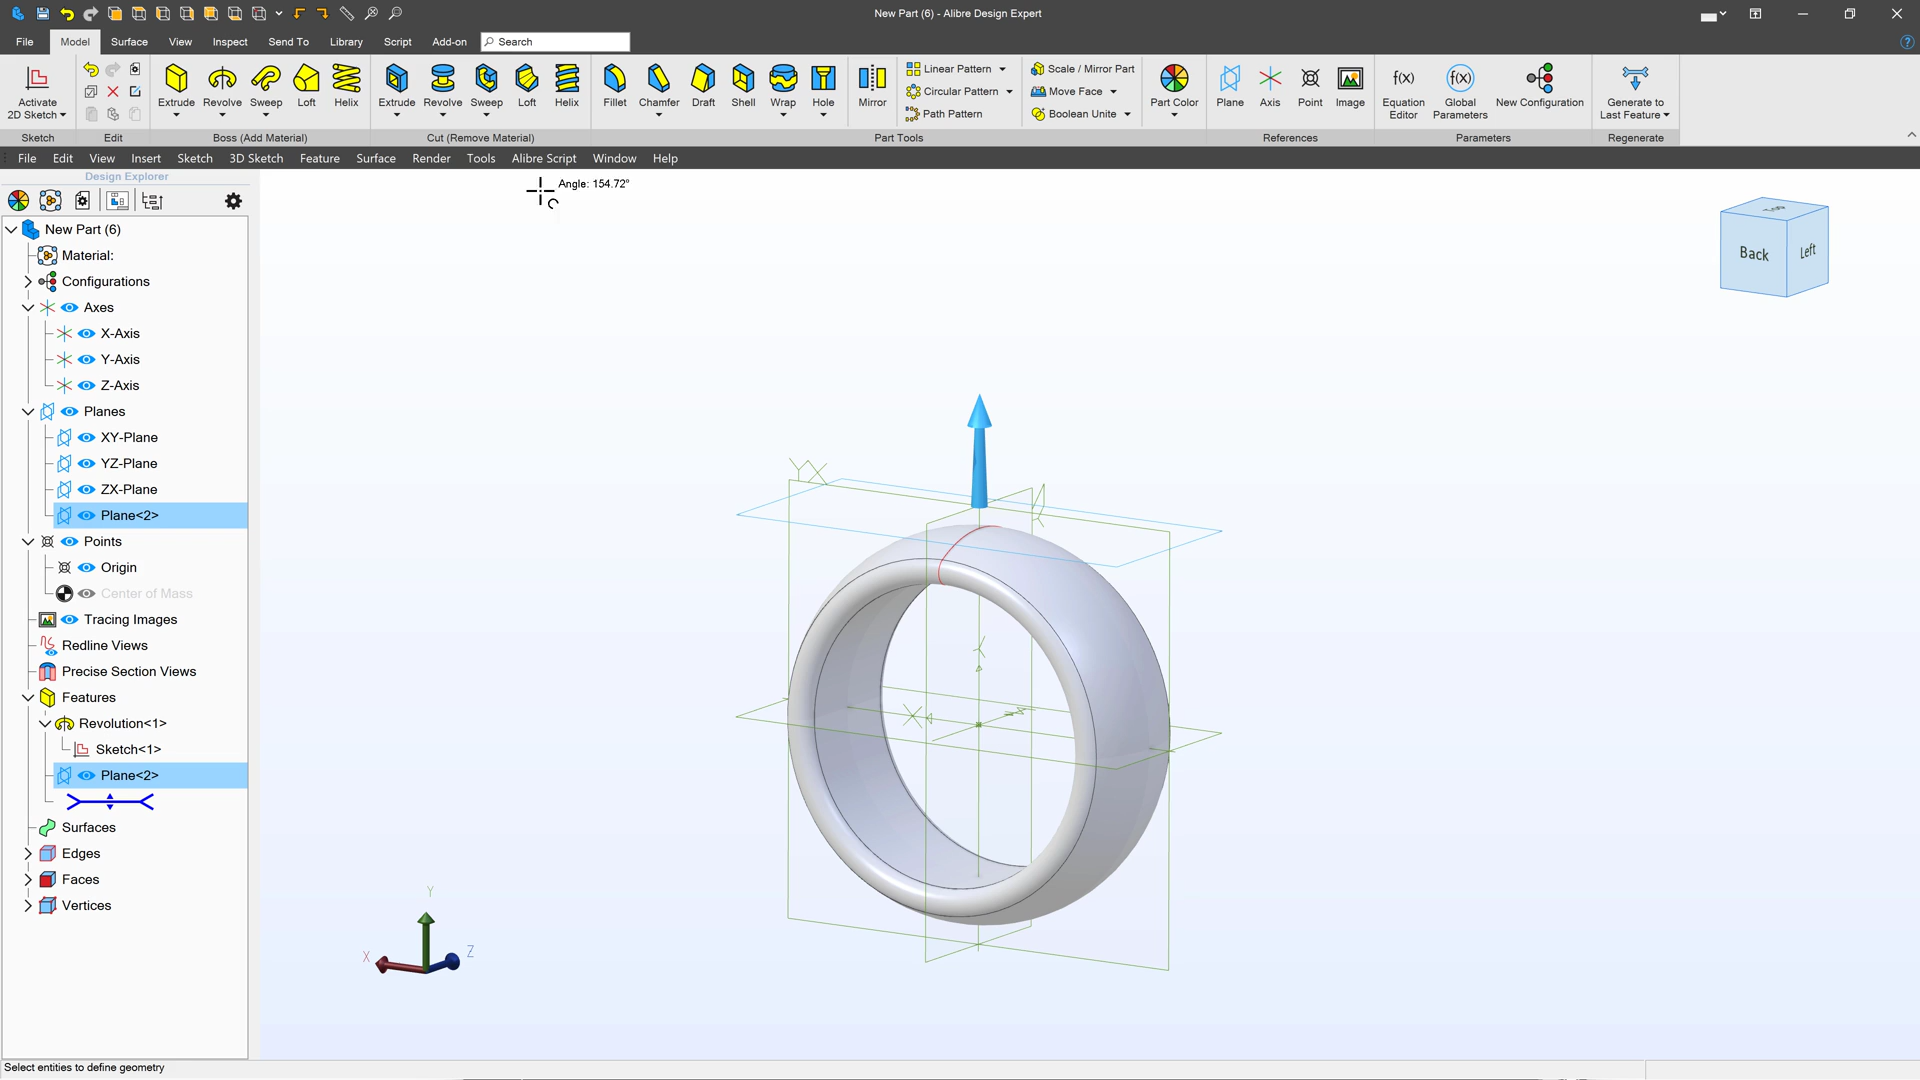 New Part (6) - Alibre Design Expert
File Model Surface View Inspect Send To Library Script Add-on Search
Activate 2D Sketch
Extrude Revolve Sweep Loft Helix
Extrude Revolve Sweep Loft Helix
Fillet Chamfer Draft Shell Wrap Hole Mirror
Linear Pattern
Circular Pattern
Path Pattern
Scale / Mirror Part
Move Face
Boolean Unite
Part Color
Plane Axis Point Image
Equation Editor
Global Parameters
New Configuration
Generate to Last Feature
f(x) f(x)
Sketch Edit Boss (Add Material) Cut (Remove Material) Part Tools References Parameters Regenerate
File Edit View Insert Sketch 3D Sketch Feature Surface Render Tools Alibre Script Window Help
Design Explorer
Angle: 154.72°
New Part (6)
Material:
Configurations
Axes
X-Axis
Y-Axis
Z-Axis
Planes
XY-Plane
YZ-Plane
ZX-Plane
Plane<2>
Points
Origin
Center of Mass
Tracing Images
Redline Views
Precise Section Views
Features
Revolution<1>
Sketch<1>
Plane<2>
Surfaces
Edges
Faces
Vertices
Top
Back Left
Y
X
Z
Select entities to define geometry